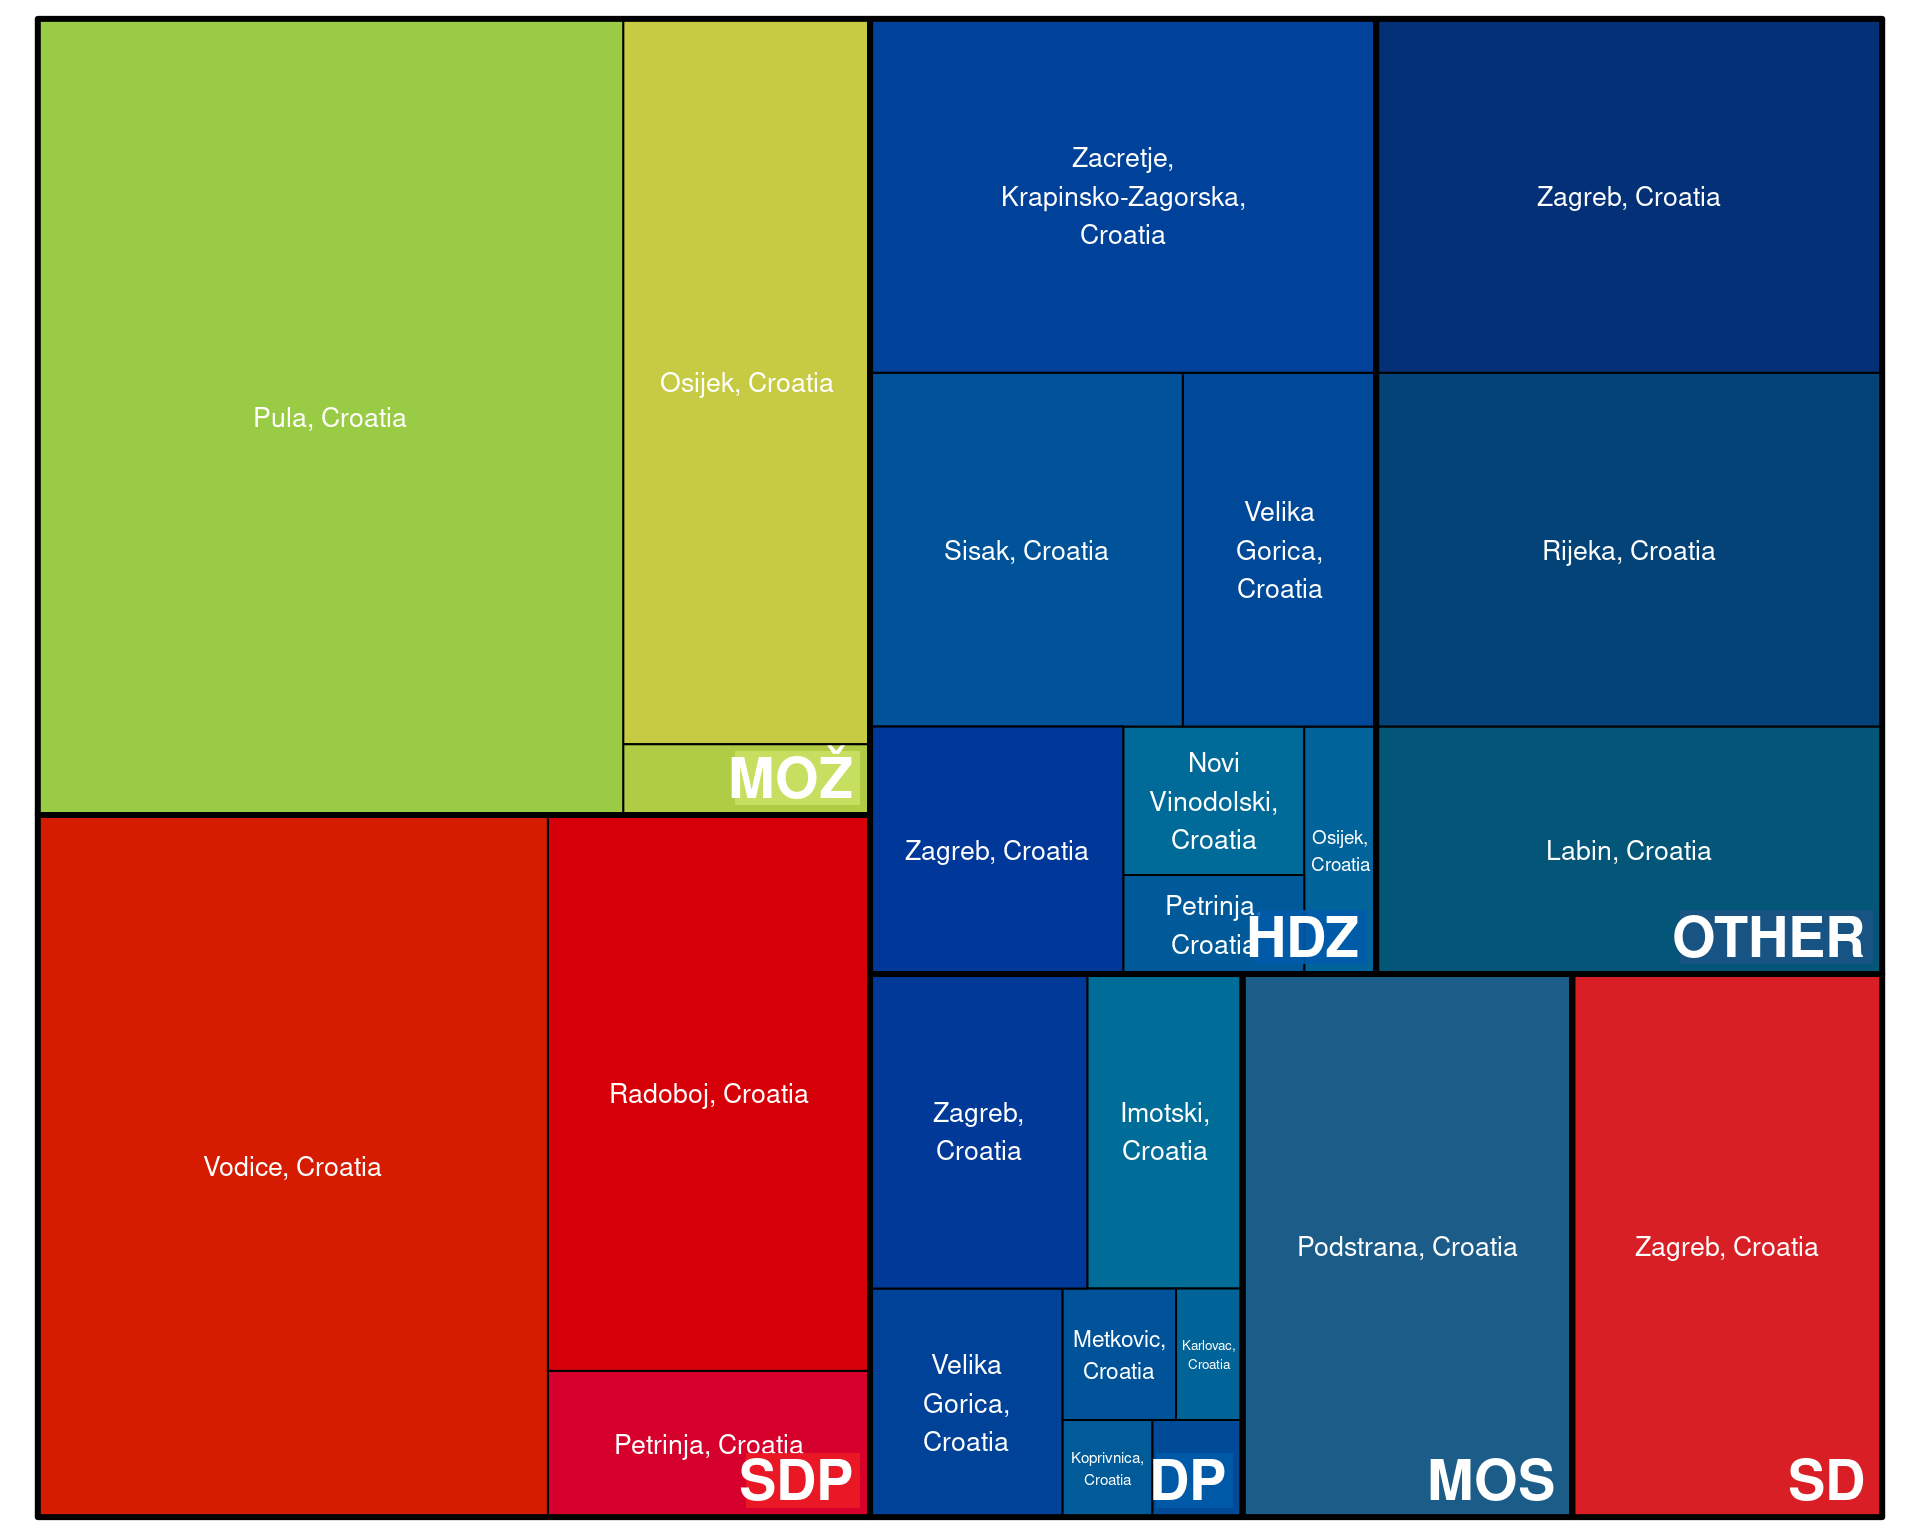 Pula, Croatia
Osijek, Croatia
MOŽ
Zacretje,
Krapinsko-Zagorska,
Croatia
Zagreb, Croatia
Sisak, Croatia
Velika
Gorica,
Croatia
Rijeka, Croatia
Zagreb, Croatia
Novi
Vinodolski,
Croatia
Osijek,
Croatia
Petrinja
Croatia
HDZ
Labin, Croatia
OTHER
Vodice, Croatia
Radoboj, Croatia
Petrinja, Croatia
SDP
Zagreb,
Croatia
Imotski,
Croatia
Velika
Gorica,
Croatia
Metkovic,
Croatia
Karlovac,
Croatia
Koprivnica,
Croatia
DP
Podstrana, Croatia
MOS
Zagreb, Croatia
SD